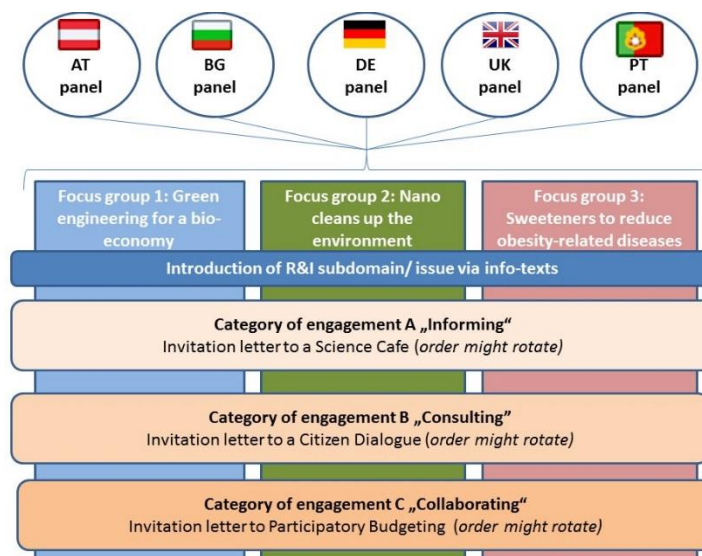 AT
panel
BG
panel
DE
panel
UK
panel
PT
panel
Focus group 1: Green
engineering for a bio-
economy
Focus group 2: Nano
cleans up the
environment
Focus group 3:
Sweeteners to reduce
obesity-related diseases
Introduction of R&I subdomain/ issue via info-texts
Category of engagement A „Informing“
Invitation letter to a Science Cafe (order might rotate)
Category of engagement B „Consulting”
Invitation letter to a Citizen Dialogue (order might rotate)
Category of engagement C „Collaborating“
Invitation letter to Participatory Budgeting (order might rotate)